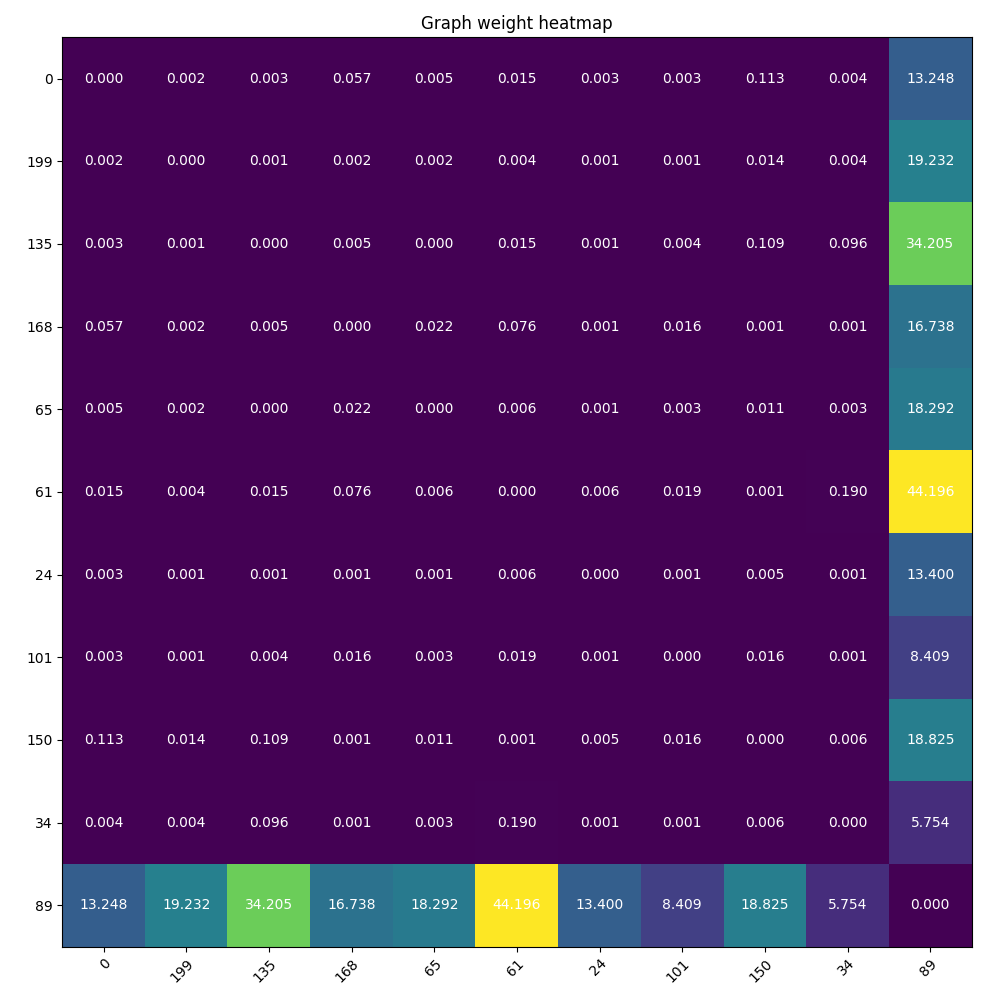 Graph weight heatmap
0 0.000 0.002 0.003 0.057 0.005 0.015 0.003 0.003 0.113 0.004 13.248
199 0.002 0.000 0.001 0.002 0.002 0.004 0.001 0.001 0.014 0.004 19.232
135 0.003 0.001 0.000 0.005 0.000 0.015 0.001 0.004 0.109 0.096 34.205
168 0.057 0.002 0.005 0.000 0.022 0.076 0.001 0.016 0.001 0.001 16.738
65 0.005 0.002 0.000 0.022 0.000 0.006 0.001 0.003 0.011 0.003 18.292
61 0.015 0.004 0.015 0.076 0.006 0.000 0.006 0.019 0.001 0.190 44.196
24 0.003 0.001 0.001 0.001 0.001 0.006 0.000 0.001 0.005 0.001 13.400
101 0.003 0.001 0.004 0.016 0.003 0.019 0.001 0.000 0.016 0.001 8.409
150 0.113 0.014 0.109 0.001 0.011 0.001 0.005 0.016 0.000 0.006 18.825
34 0.004 0.004 0.096 0.001 0.003 0.190 0.001 0.001 0.006 0.000 5.754
89 13.248 19.232 34.205 16.738 18.292 44.196 13.400 8.409 18.825 5.754 0.000
0 199 135 168 65 61 24 101 150 34 89